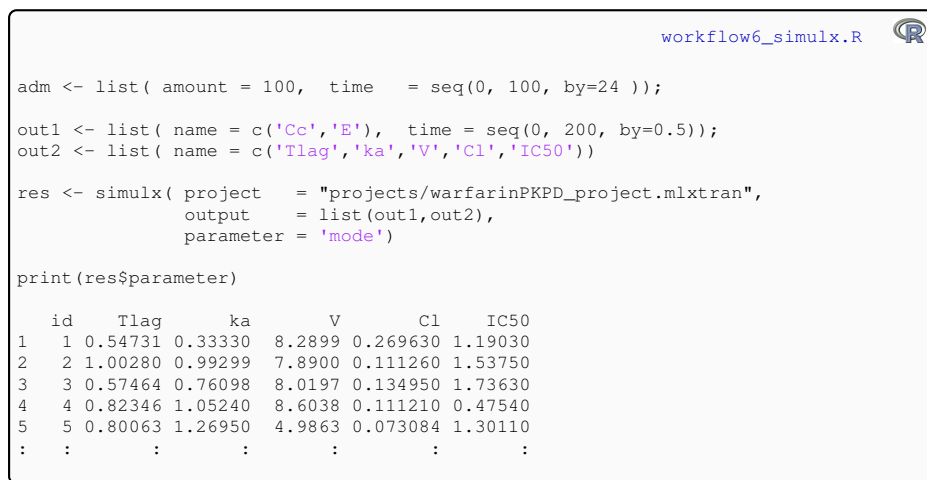 workflow6_simulx.R R
adm <- list( amount = 100,  time   = seq(0, 100, by=24 ));
out1 <- list( name = c('Cc','E'),  time = seq(0, 200, by=0.5));
out2 <- list( name = c('Tlag','ka','V','Cl','IC50'))
res <- simulx( project   = "projects/warfarinPKPD_project.mlxtran",
               output    = list(out1,out2),
               parameter = 'mode')
print(res$parameter)
   id    Tlag      ka      V       Cl    IC50
1   1 0.54731 0.33330 8.2899 0.269630 1.19030
2   2 1.00280 0.99299 7.8900 0.111260 1.53750
3   3 0.57464 0.76098 8.0197 0.134950 1.73630
4   4 0.82346 1.05240 8.6038 0.111210 0.47540
5   5 0.80063 1.26950 4.9863 0.073084 1.30110
:   :       :       :      :        :       :